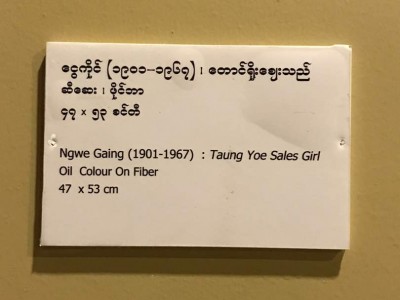 ငွေကိုင် (၁၉၀၁–၁၉၆၇) ၊ တောင်ရိုးဈေးသည်
ဆီဆေး ၊ ဖိုင်ဘာ
၄၇ x ၅၃ စင်တီ
Ngwe Gaing (1901-1967) : Taung Yoe Sales Girl
Oil Colour On Fiber
47 x 53 cm